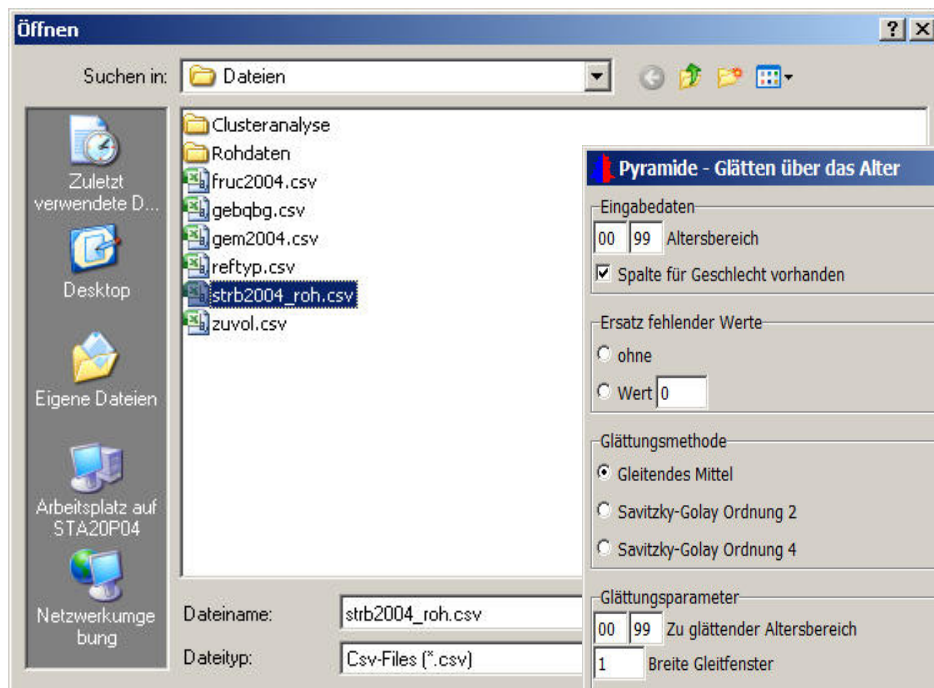 Öffnen
Suchen in:
Dateien
Zuletzt
verwendete D...
Desktop
Eigene Dateien
Arbeitsplatz auf
STA20P04
Netzwerkumge
bung
Clusteranalyse
Rohdaten
fruc2004.csv
gebqbg.csv
gem2004.csv
reftyp.csv
strb2004_roh.csv
zuvol.csv
Dateiname:
strb2004_roh.csv
Dateityp:
Csv-Files (*.csv)
Pyramide - Glätten über das Alter
Eingabedaten
00 99 Altersbereich
Spalte für Geschlecht vorhanden
Ersatz fehlender Werte
ohne
Wert 0
Glättungsmethode
Gleitendes Mittel
Savitzky-Golay Ordnung 2
Savitzky-Golay Ordnung 4
Glättungsparameter
00 99 Zu glättender Altersbereich
1 Breite Gleitfenster